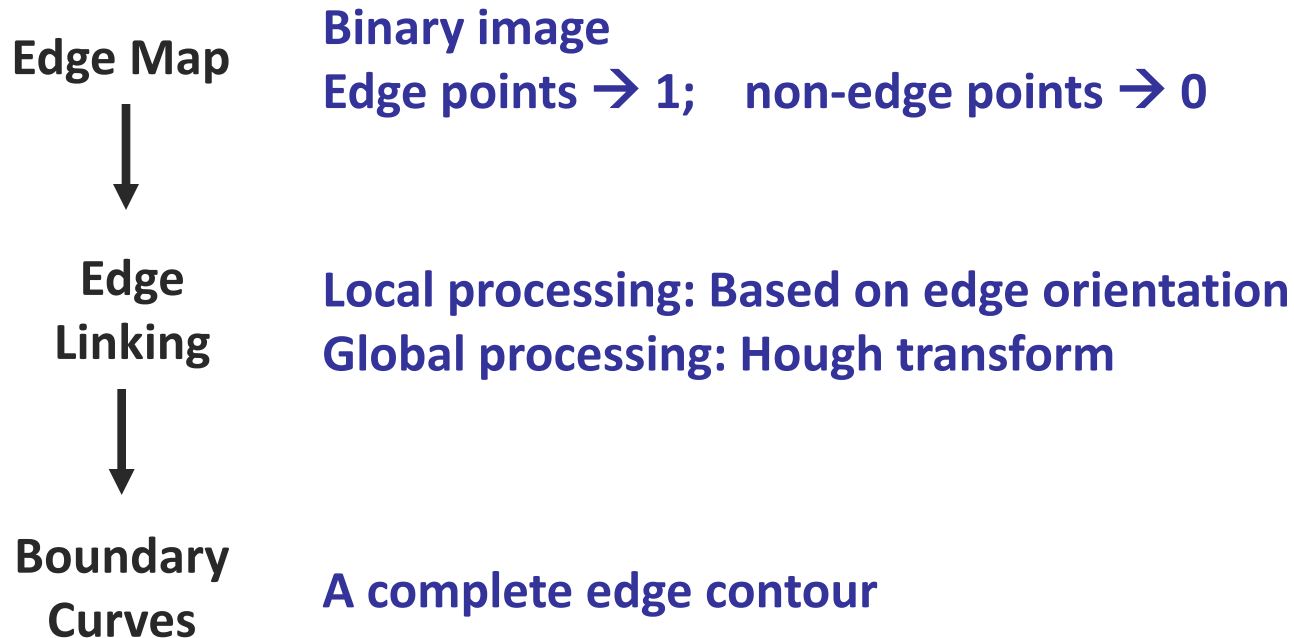 Edge Map
Binary image
Edge points → 1; non-edge points → 0
Edge
Linking
Local processing: Based on edge orientation
Global processing: Hough transform
Boundary
Curves
A complete edge contour